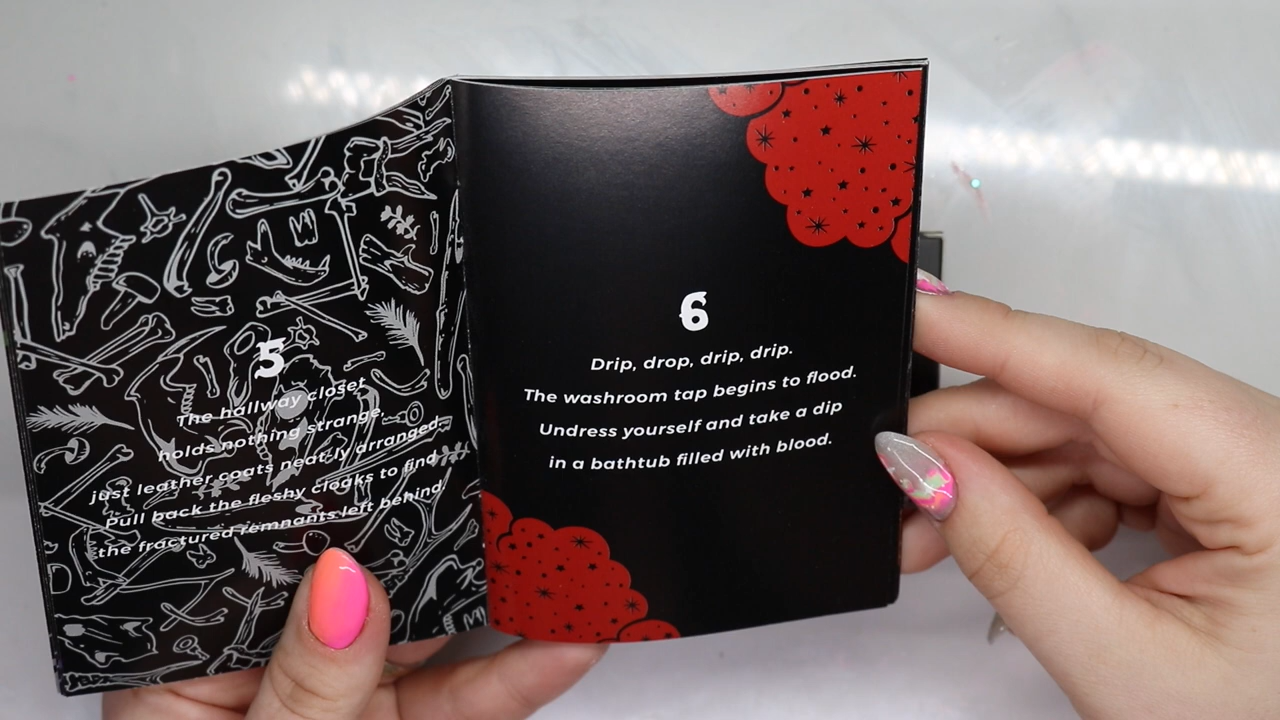 5
The hallway closet
holds nothing strange,
just leather coats neat-ly arranged.
Pull back the fleshy cloaks to find
the fractured remnants left behind.
6
Drip, drop, drip, drip.
The washroom tap begins to flood.
Undress yourself and take a dip
in a bathtub filled with blood.